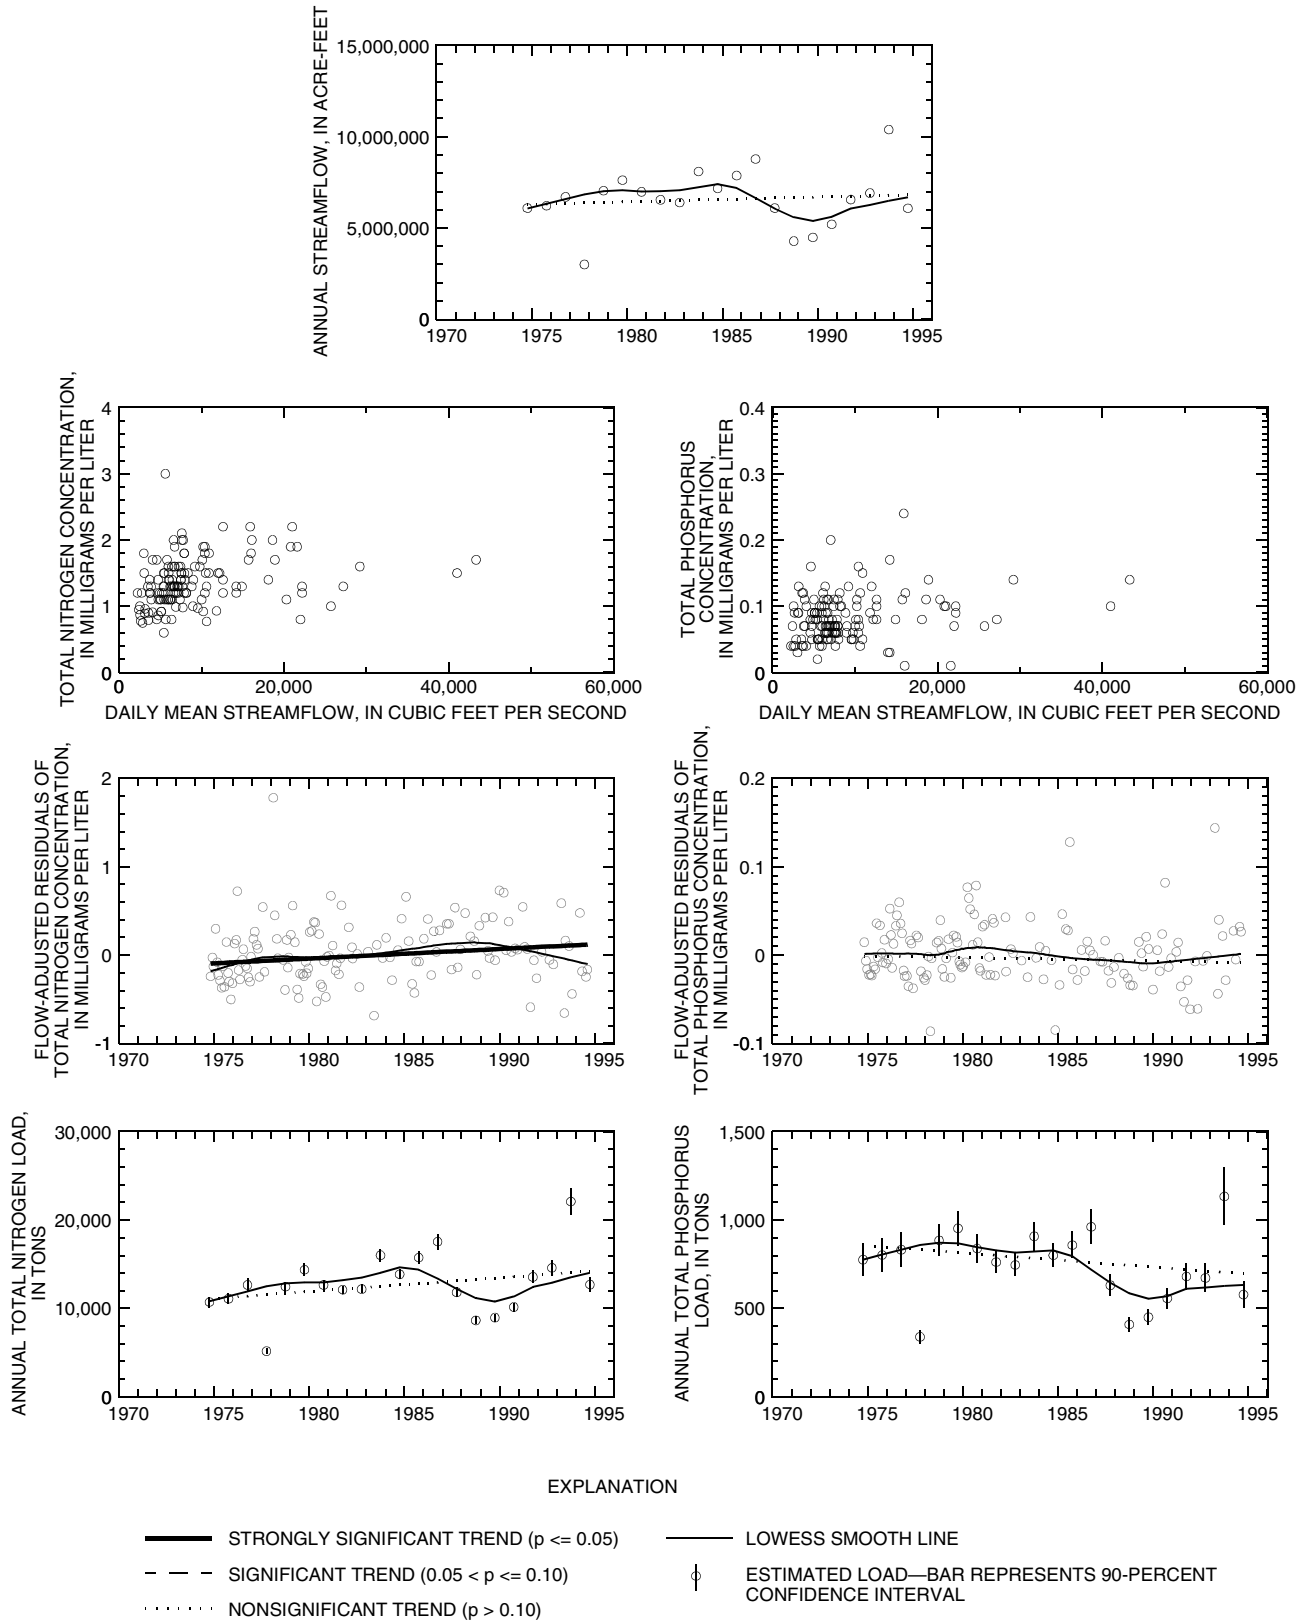 ANNUAL STREAMFLOW, IN ACRE-FEET
15,000,000
10,000,000
5,000,000
0
1970 1975 1980 1985 1990 1995
TOTAL NITROGEN CONCENTRATION,
IN MILLIGRAMS PER LITER
4
3
2
1
0
0 20,000 40,000 60,000
DAILY MEAN STREAMFLOW, IN CUBIC FEET PER SECOND
TOTAL PHOSPHORUS
CONCENTRATION,
IN MILLIGRAMS PER LITER
0.4
0.3
0.2
0.1
0
0 20,000 40,000 60,000
DAILY MEAN STREAMFLOW, IN CUBIC FEET PER SECOND
FLOW-ADJUSTED RESIDUALS OF
TOTAL NITROGEN CONCENTRATION,
IN MILLIGRAMS PER LITER
2
1
0
-1
1970 1975 1980 1985 1990 1995
FLOW-ADJUSTED RESIDUALS OF
TOTAL PHOSPHORUS CONCENTRATION,
IN MILLIGRAMS PER LITER
0.2
0.1
0
-0.1
1970 1975 1980 1985 1990 1995
ANNUAL TOTAL NITROGEN LOAD,
IN TONS
30,000
20,000
10,000
0
1970 1975 1980 1985 1990 1995
ANNUAL TOTAL PHOSPHORUS
LOAD, IN TONS
1,500
1,000
500
0
1970 1975 1980 1985 1990 1995
EXPLANATION
STRONGLY SIGNIFICANT TREND (p <= 0.05)
SIGNIFICANT TREND (0.05 < p <= 0.10)
NONSIGNIFICANT TREND (p > 0.10)
LOWESS SMOOTH LINE
ESTIMATED LOAD—BAR REPRESENTS 90-PERCENT
CONFIDENCE INTERVAL